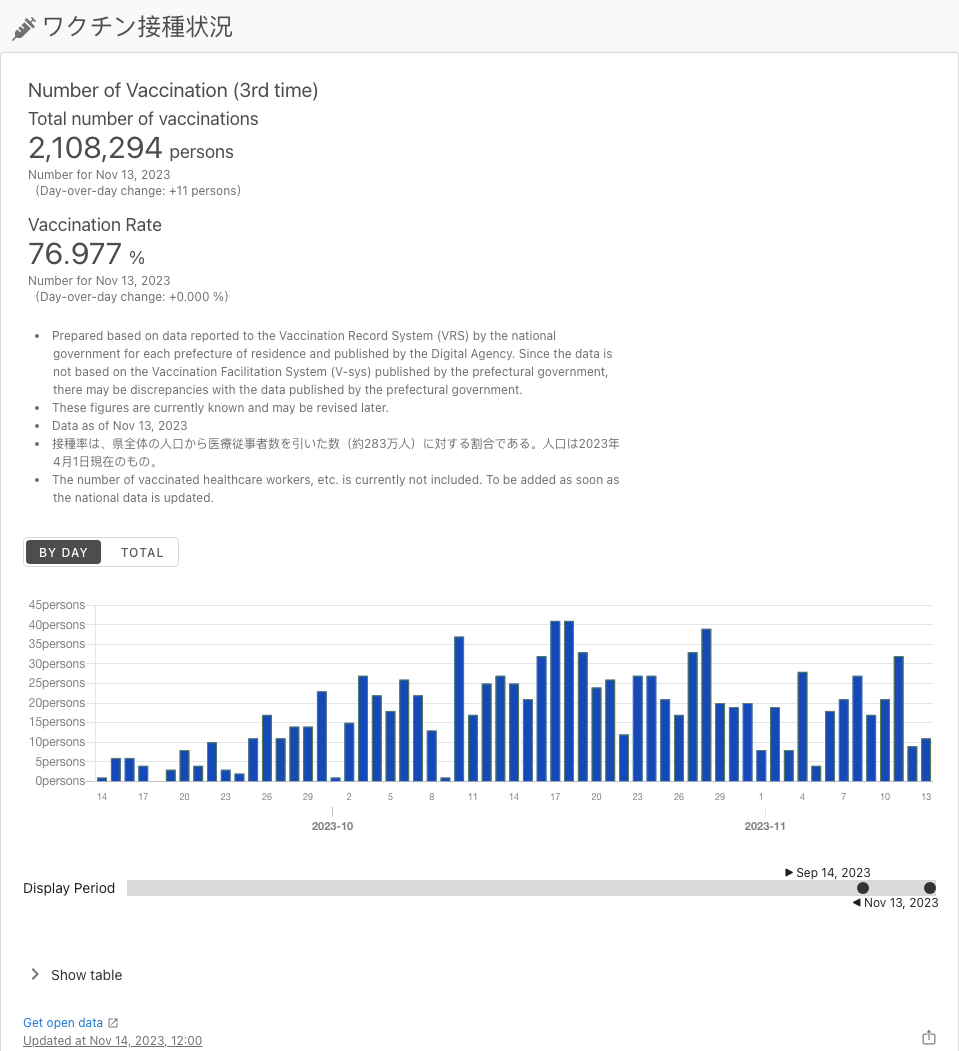 ワクチン接種状況
Number of Vaccination (3rd time)
Total number of vaccinations
2,108,294 persons
Number for Nov 13, 2023
(Day-over-day change: +11 persons)
Vaccination Rate
76.977 %
Number for Nov 13, 2023
(Day-over-day change: +0.000 %)
• Prepared based on data reported to the Vaccination Record System (VRS) by the national
government for each prefecture of residence and published by the Digital Agency. Since the data is
not based on the Vaccination Facilitation System (V-sys) published by the prefectural government,
there may be discrepancies with the data published by the prefectural government.
• These figures are currently known and may be revised later.
• Data as of Nov 13, 2023
• 接種率は、県全体の人口から医療従事者数を引いた数（約283万人）に対する割合である。人口は2023年
4月1日現在のもの。
• The number of vaccinated healthcare workers, etc. is currently not included. To be added as soon as
the national data is updated.
BY DAY TOTAL
45persons
40persons
35persons
30persons
25persons
20persons
15persons
10persons
5persons
0persons
14 17 20 23 26 29 2 5 8 11 14 17 20 23 26 29 1 4 7 10 13
2023-10 2023-11
Sep 14, 2023
Display Period
Nov 13, 2023
Show table
Get open data
Updated at Nov 14, 2023, 12:00